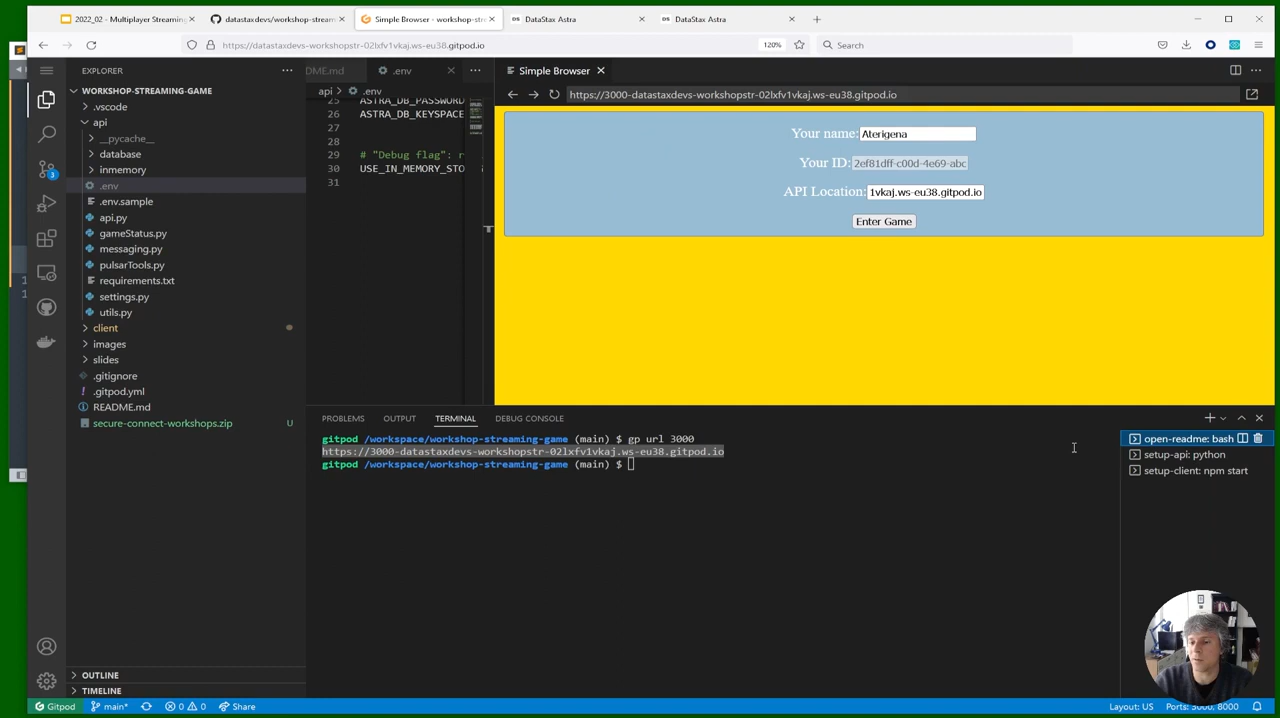 2022_02 - Multiplayer Streaming
datastaxdevs/workshop-stream
Simple Browser - workshop-str
DataStax Astra
DataStax Astra
https://datastaxdevs-workshopstr-02lxfv1vkaj.ws-eu38.gitpod.io
120%
Search
EXPLORER
DME.md
.env
Simple Browser
WORKSHOP-STREAMING-GAME
.vscode
api
__pycache__
database
inmemory
.env
.env.sample
api.py
gameStatus.py
messaging.py
pulsarTools.py
requirements.txt
settings.py
utils.py
client
images
slides
.gitignore
.gitpod.yml
README.md
secure-connect-workshops.zip U
OUTLINE
TIMELINE
3
api > .env
25 ASTRA_DB_PASSWORD
26 ASTRA_DB_KEYSPACE
27
28
29 # "Debug flag": r
30 USE_IN_MEMORY_STO
31
https://3000-datastaxdevs-workshopstr-02lxfv1vkaj.ws-eu38.gitpod.io
Your name: Aterigena
Your ID: 2ef81dff-c00d-4e69-abc
API Location: 1vkaj.ws-eu38.gitpod.io
Enter Game
PROBLEMS OUTPUT TERMINAL DEBUG CONSOLE
gitpod /workspace/workshop-streaming-game (main) $ gp url 3000
https://3000-datastaxdevs-workshopstr-02lxfv1vkaj.ws-eu38.gitpod.io
gitpod /workspace/workshop-streaming-game (main) $
open-readme: bash
setup-api: python
setup-client: npm start
Gitpod main* 0 0 Share
Layout: US Ports: 3000, 8000